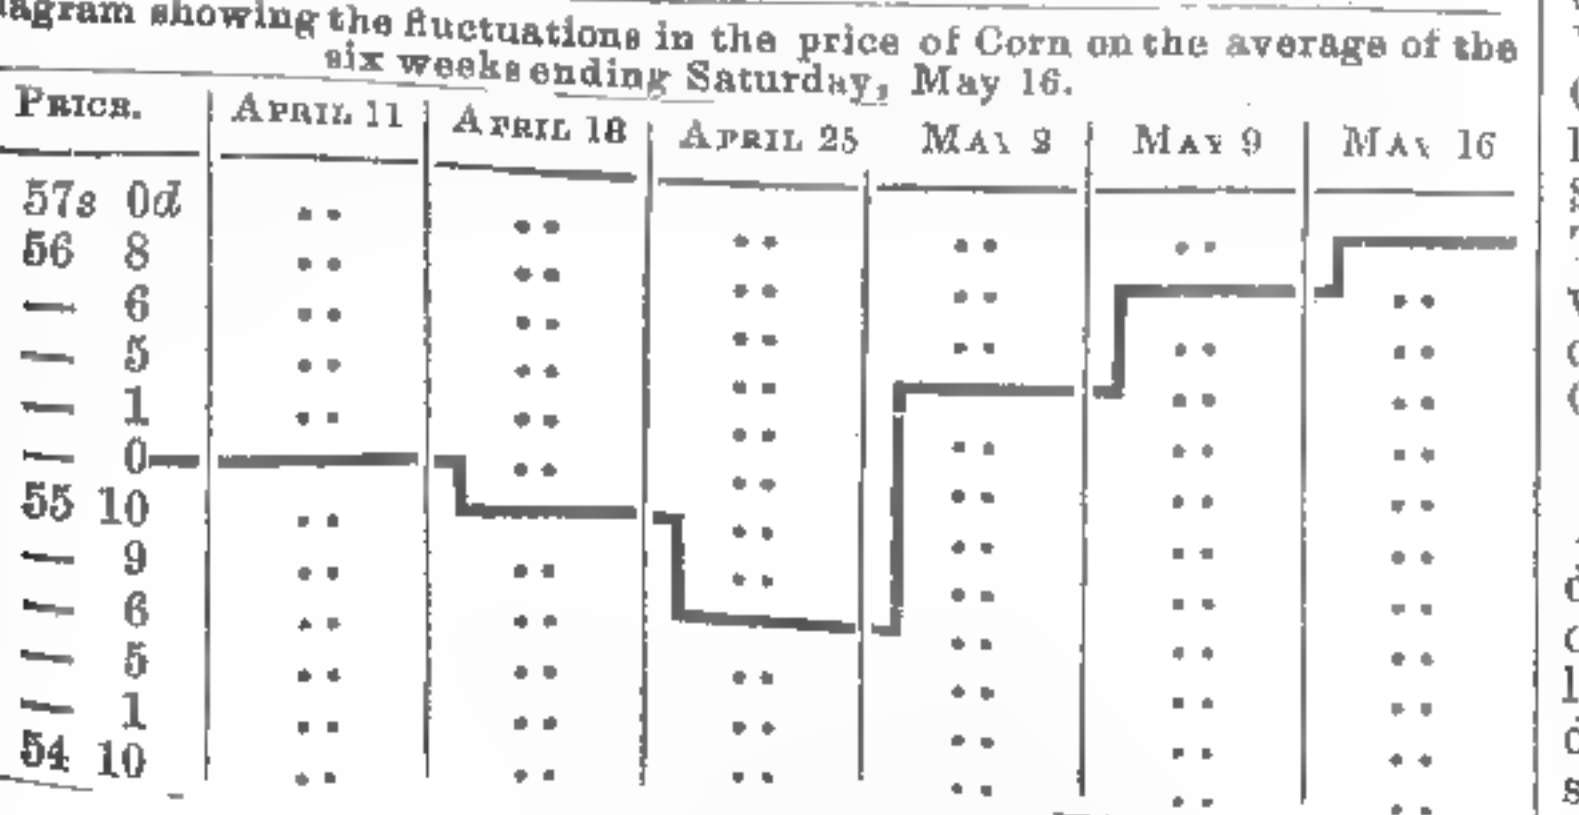 agram showing the fluctuations in the price of Corn on the average of the
six weeks ending Saturday, May 16.
PRICE. APRIL 11 APRIL 18 APRIL 25 MAY 2 MAY 9 MAY 16
57s 0d
56 8
— 6
— 5
— 1
— 0
55 10
— 9
— 6
— 5
— 1
54 10